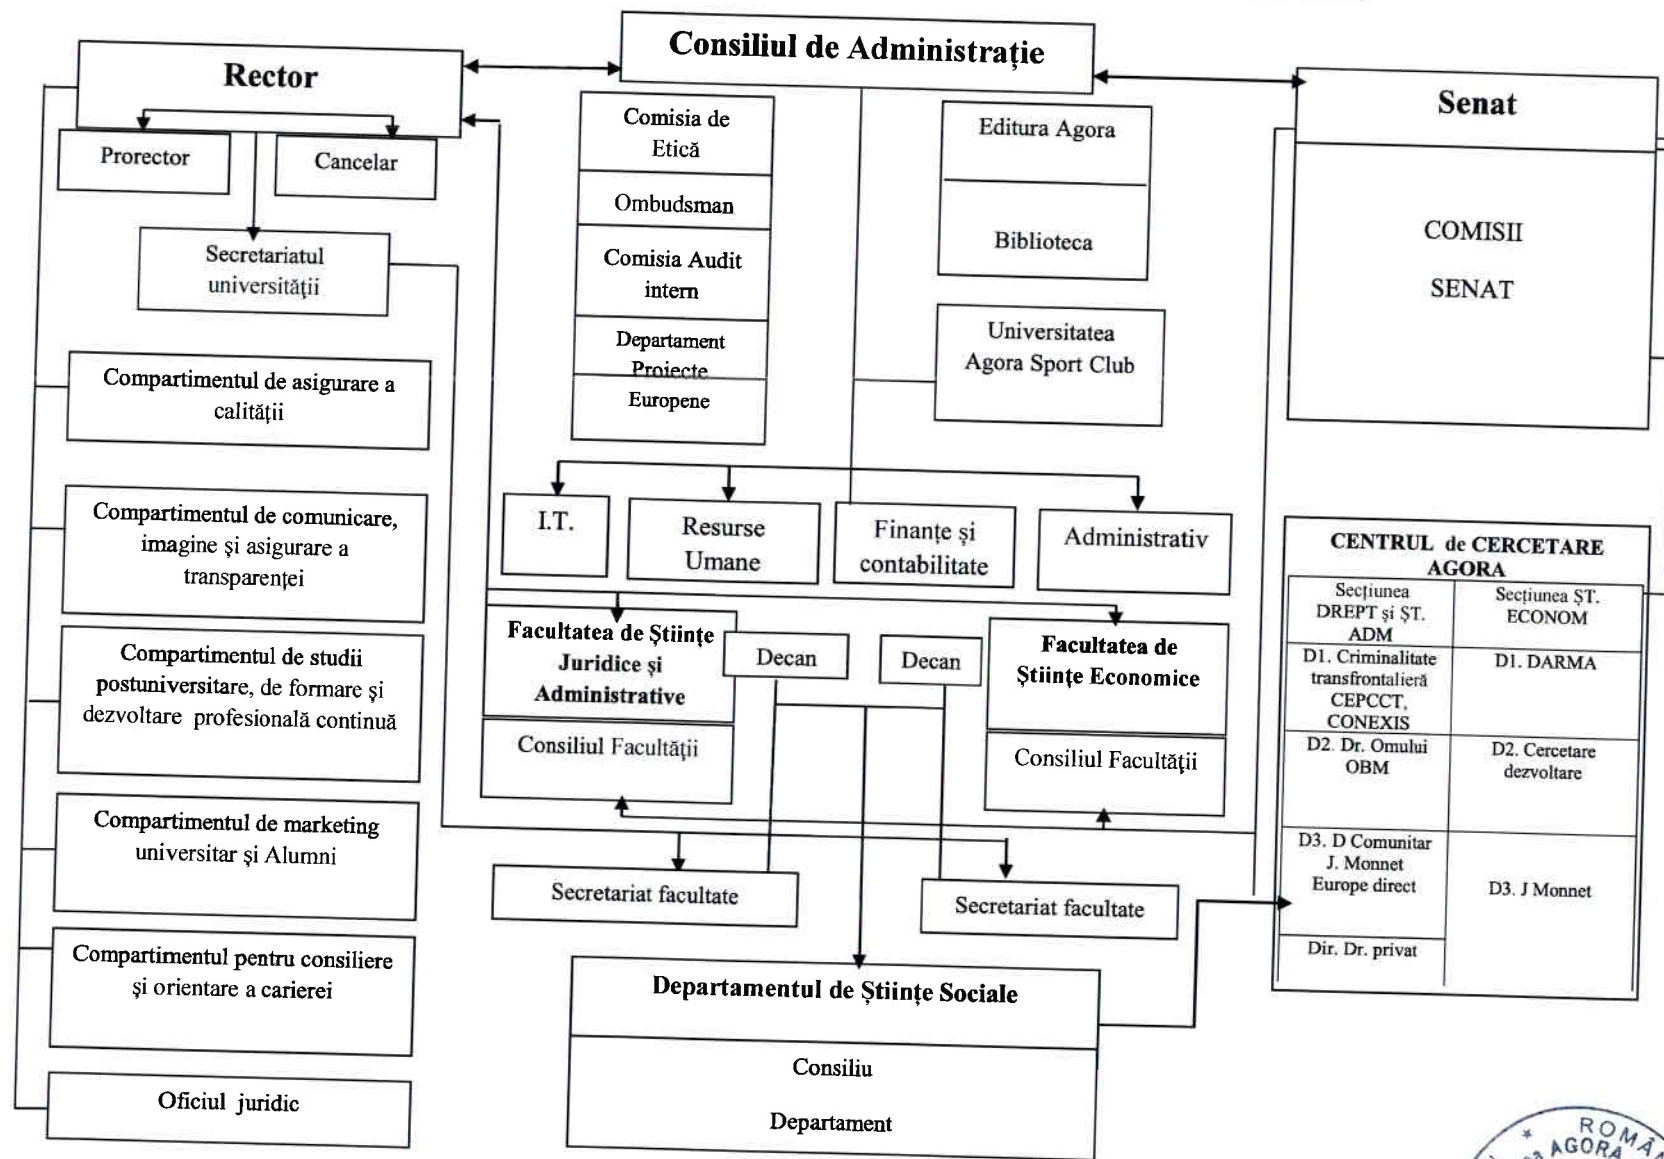 Consiliul de Administrație
Rector
Prorector
Cancelar
Secretariatul
universității
Compartimentul de asigurare a
calității
Compartimentul de comunicare,
imagine și asigurare a
transparenței
Compartimentul de studii
postuniversitare, de formare și
dezvoltare profesională continuă
Compartimentul de marketing
universitar și Alumni
Compartimentul pentru consiliere
și orientare a carierei
Oficiul juridic
Comisia de
Etică
Ombudsman
Comisia Audit
intern
Departament
Proiecte
Europene
Editura Agora
Biblioteca
Universitatea
Agora Sport Club
Senat
COMISII
SENAT
I.T.
Resurse
Umane
Finanțe și
contabilitate
Administrativ
Facultatea de Științe
Juridice și
Administrative
Consiliul Facultății
Decan
Decan
Facultatea de
Științe Economice
Consiliul Facultății
Secretariat facultate
Secretariat facultate
Departamentul de Științe Sociale
Consiliu
Departament
CENTRUL de CERCETARE
AGORA
Secțiunea
DREPT și ȘT.
ADM
Secțiunea ȘT.
ECONOM
D1. Criminalitate
transfrontalieră
CEPCCT,
CONEXIS
D1. DARMA
D2. Dr. Omului
OBM
D2. Cercetare
dezvoltare
D3. D Comunitar
J. Monnet
Europe direct
D3. J Monnet
Dir. Dr. privat
ROMÂN
AGORA